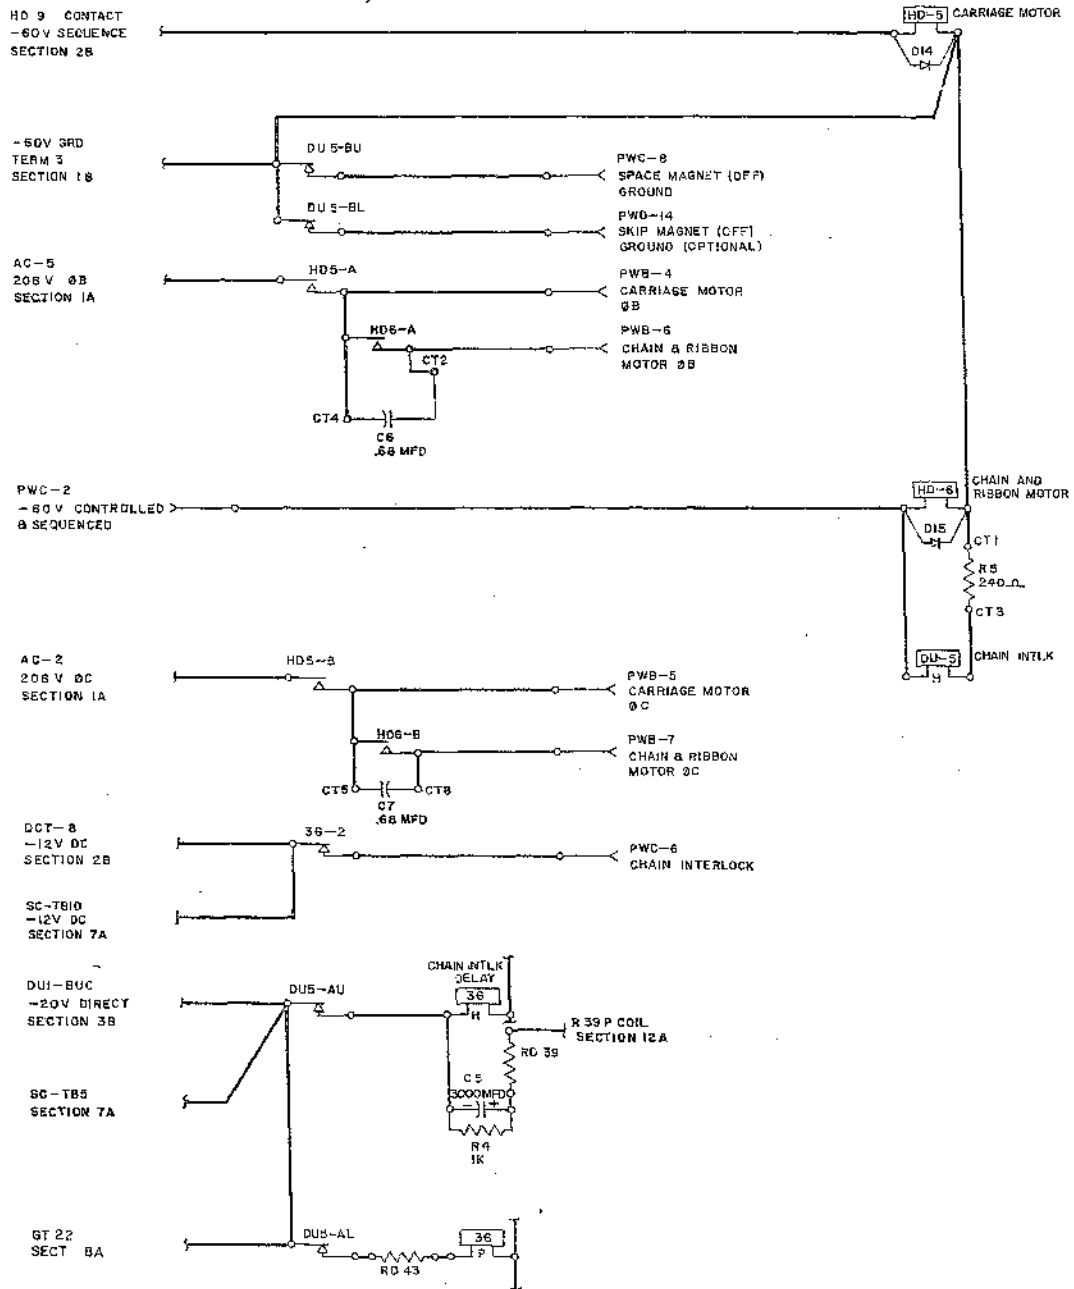 HD 9 CONTACT
-60V SEQUENCE
SECTION 2B
HD-5
CARRIAGE MOTOR
D14
-60V GRD
TERM 3
SECTION 1B
DU 5-BU
PWC-8
SPACE MAGNET (OFF)
GROUND
DU 5-BL
PWD-14
SKIP MAGNET (OFF)
GROUND (OPTIONAL)
AC-5
208 V ØB
SECTION 1A
HD5-A
PWB-4
CARRIAGE MOTOR
ØB
HD6-A
CT2
PWB-6
CHAIN & RIBBON
MOTOR ØB
CT4
C6
.68 MFD
PWC-2
-60V CONTROLLED
& SEQUENCED
HD-6
CHAIN AND
RIBBON MOTOR
D15
CT1
R5
240Ω
CT3
DU-5
CHAIN INTLK
H
AC-2
208 V ØC
SECTION 1A
HD5-B
PWB-5
CARRIAGE MOTOR
ØC
HD6-B
PWB-7
CHAIN & RIBBON
MOTOR ØC
CT5
CT8
C7
.68 MFD
DCT-8
-12V DC
SECTION 2B
36-2
PWC-6
CHAIN INTERLOCK
SC-TB10
-12V DC
SECTION 7A
DU1-BUC
-20V DIRECT
SECTION 3B
DU5-AU
CHAIN INTLK
DELAY
36
H
R 39 P COIL
SECTION 12A
RD 39
C5
3000MFD
- +
R4
1K
SC-TB5
SECTION 7A
GT 22
SECT 8A
DU5-AL
RD 43
36
P